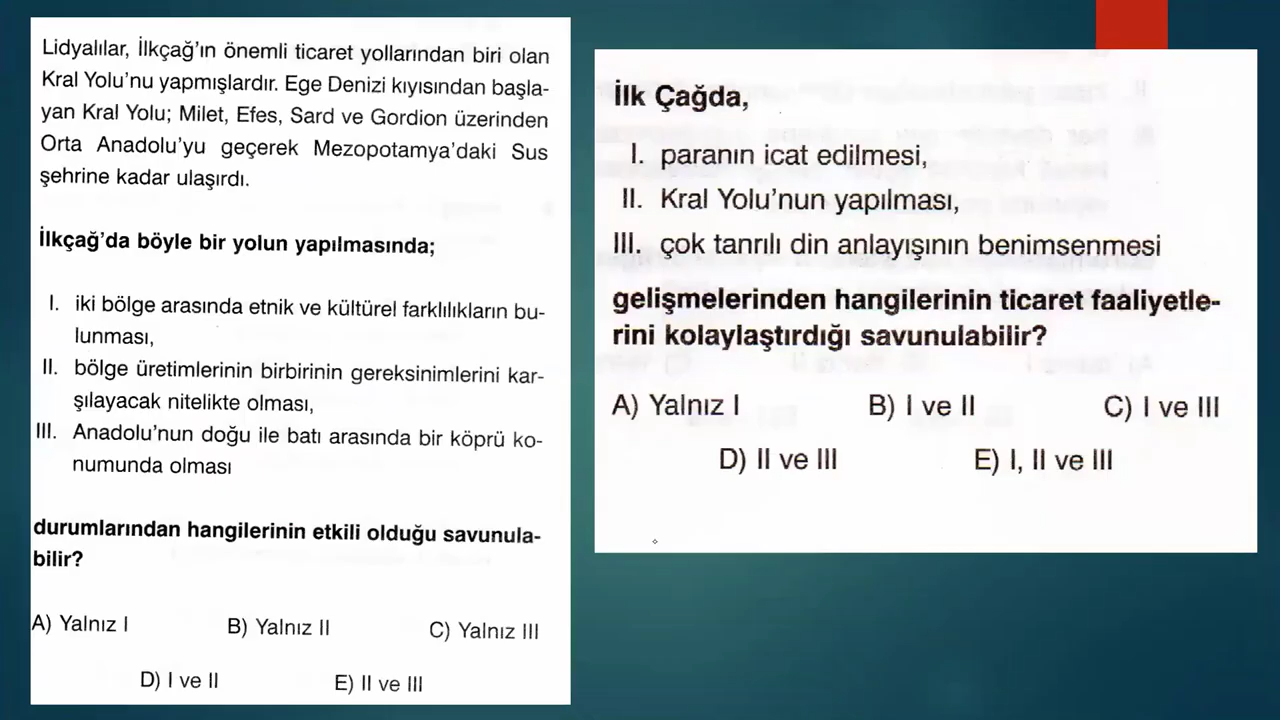 Lidyalılar, İlkçağ'ın önemli ticaret yollarından biri olan
Kral Yolu'nu yapmışlardır. Ege Denizi kıyısından başla-
yan Kral Yolu; Milet, Efes, Sard ve Gordion üzerinden
Orta Anadolu'yu geçerek Mezopotamya'daki Sus
şehrine kadar ulaşırdı.
İlkçağ'da böyle bir yolun yapılmasında;
I. iki bölge arasında etnik ve kültürel farklılıkların bu-
lunması,
II. bölge üretimlerinin birbirinin gereksinimlerini kar-
şılayacak nitelikte olması,
III. Anadolu'nun doğu ile batı arasında bir köprü ko-
numunda olması
durumlarından hangilerinin etkili olduğu savunula-
bilir?
A) Yalnız I B) Yalnız II C) Yalnız III
D) I ve II E) II ve III
İlk Çağda,
I. paranın icat edilmesi,
II. Kral Yolu'nun yapılması,
III. çok tanrılı din anlayışının benimsenmesi
gelişmelerinden hangilerinin ticaret faaliyetle-
rini kolaylaştırdığı savunulabilir?
A) Yalnız I B) I ve II C) I ve III
D) II ve III E) I, II ve III